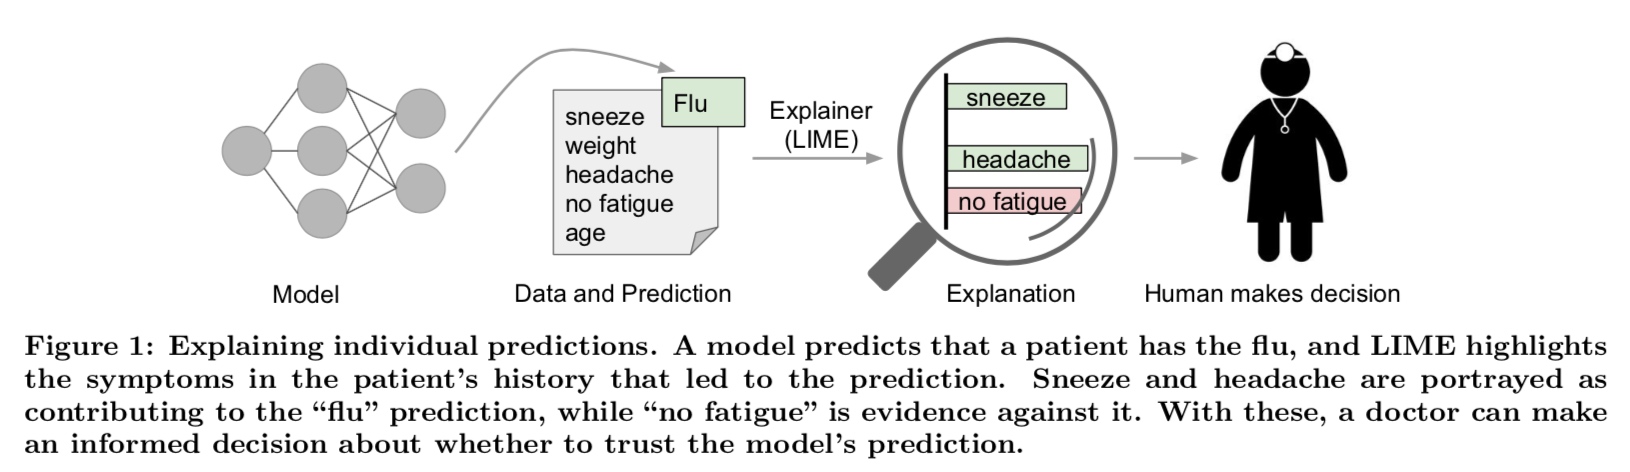 Flu
sneeze
weight
headache
no fatigue
age
Explainer
(LIME)
sneeze
headache
no fatigue
Model
Data and Prediction
Explanation
Human makes decision
Figure 1: Explaining individual predictions. A model predicts that a patient has the flu, and LIME highlights
the symptoms in the patient's history that led to the prediction. Sneeze and headache are portrayed as
contributing to the “flu” prediction, while “no fatigue” is evidence against it. With these, a doctor can make
an informed decision about whether to trust the model's prediction.